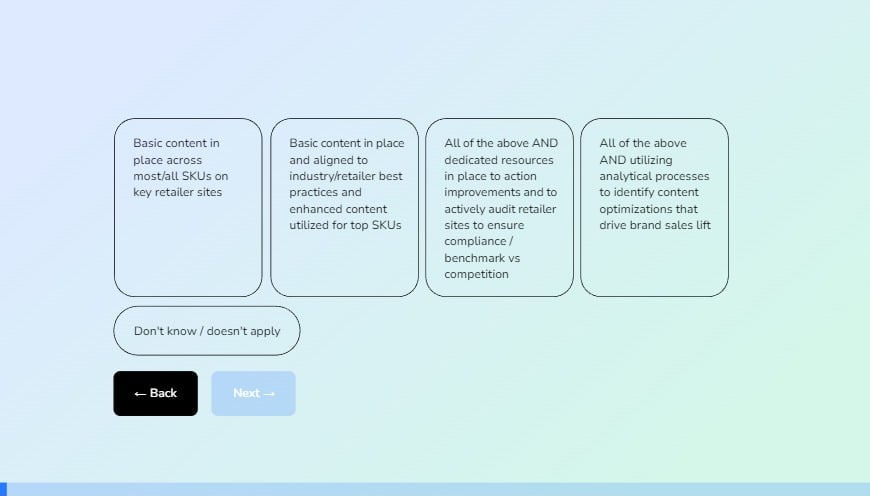 Basic content in
place across
most/all SKUs on
key retailer sites
Basic content in place
and aligned to
industry/retailer best
practices and
enhanced content
utilized for top SKUs
All of the above AND
dedicated resources
in place to action
improvements and to
actively audit retailer
sites to ensure
compliance /
benchmark vs
competition
All of the above
AND utilizing
analytical processes
to identify content
optimizations that
drive brand sales lift
Don't know / doesn't apply
← Back
Next →